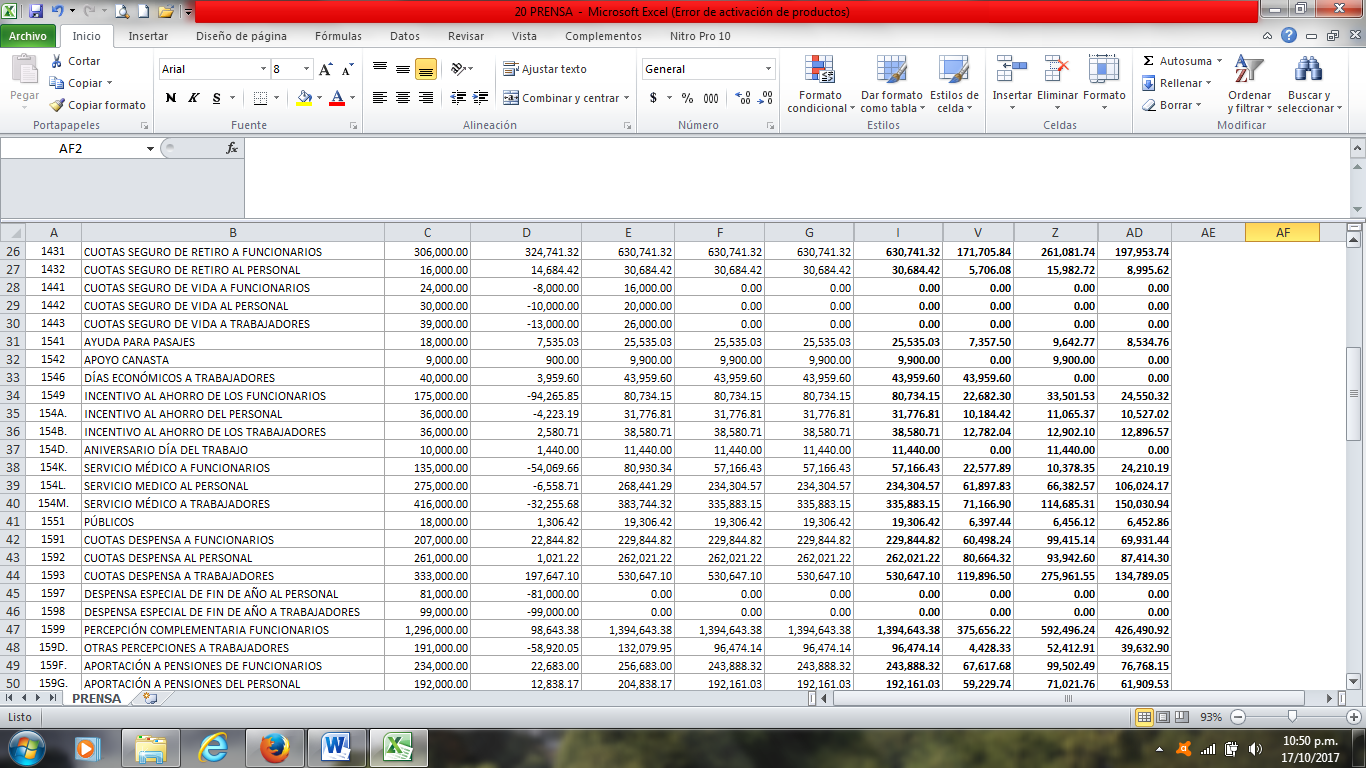 20 PRENSA - Microsoft Excel (Error de activación de productos)
Archivo Inicio Insertar Diseño de página Fórmulas Datos Revisar Vista Complementos Nitro Pro 10
Pegar
Cortar
Copiar
Copiar formato
Portapapeles
Arial 8
N K S
Fuente
Ajustar texto
Combinar y centrar
Alineación
General
$ % 000
Número
Formato condicional
Dar formato como tabla
Estilos de celda
Estilos
Insertar Eliminar Formato
Celdas
Σ Autosuma
Rellenar
Borrar
Ordenar y filtrar
Buscar y seleccionar
Modificar
AF2 fx
A B C D E F G I V Z AD AE AF
26 1431 CUOTAS SEGURO DE RETIRO A FUNCIONARIOS 306,000.00 324,741.32 630,741.32 630,741.32 630,741.32 630,741.32 171,705.84 261,081.74 197,953.74
27 1432 CUOTAS SEGURO DE RETIRO AL PERSONAL 16,000.00 14,684.42 30,684.42 30,684.42 30,684.42 30,684.42 5,706.08 15,982.72 8,995.62
28 1441 CUOTAS SEGURO DE VIDA A FUNCIONARIOS 24,000.00 -8,000.00 16,000.00 0.00 0.00 0.00 0.00 0.00 0.00
29 1442 CUOTAS SEGURO DE VIDA AL PERSONAL 30,000.00 -10,000.00 20,000.00 0.00 0.00 0.00 0.00 0.00 0.00
30 1443 CUOTAS SEGURO DE VIDA A TRABAJADORES 39,000.00 -13,000.00 26,000.00 0.00 0.00 0.00 0.00 0.00 0.00
31 1541 AYUDA PARA PASAJES 18,000.00 7,535.03 25,535.03 25,535.03 25,535.03 25,535.03 7,357.50 9,642.77 8,534.76
32 1542 APOYO CANASTA 9,000.00 900.00 9,900.00 9,900.00 9,900.00 9,900.00 0.00 9,900.00 0.00
33 1546 DÍAS ECONÓMICOS A TRABAJADORES 40,000.00 3,959.60 43,959.60 43,959.60 43,959.60 43,959.60 43,959.60 0.00 0.00
34 1549 INCENTIVO AL AHORRO DE LOS FUNCIONARIOS 175,000.00 -94,265.85 80,734.15 80,734.15 80,734.15 80,734.15 22,682.30 33,501.53 24,550.32
35 154A. INCENTIVO AL AHORRO DEL PERSONAL 36,000.00 -4,223.19 31,776.81 31,776.81 31,776.81 31,776.81 10,184.42 11,065.37 10,527.02
36 154B. INCENTIVO AL AHORRO DE LOS TRABAJADORES 36,000.00 2,580.71 38,580.71 38,580.71 38,580.71 38,580.71 12,782.04 12,902.10 12,896.57
37 154D. ANIVERSARIO DÍA DEL TRABAJO 10,000.00 1,440.00 11,440.00 11,440.00 11,440.00 11,440.00 0.00 11,440.00 0.00
38 154K. SERVICIO MÉDICO A FUNCIONARIOS 135,000.00 -54,069.66 80,930.34 57,166.43 57,166.43 57,166.43 22,577.89 10,378.35 24,210.19
39 154L. SERVICIO MEDICO AL PERSONAL 275,000.00 -6,558.71 268,441.29 234,304.57 234,304.57 234,304.57 61,897.83 66,382.57 106,024.17
40 154M. SERVICIO MÉDICO A TRABAJADORES 416,000.00 -32,255.68 383,744.32 335,883.15 335,883.15 335,883.15 71,166.90 114,685.31 150,030.94
41 1551 PÚBLICOS 18,000.00 1,306.42 19,306.42 19,306.42 19,306.42 19,306.42 6,397.44 6,456.12 6,452.86
42 1591 CUOTAS DESPENSA A FUNCIONARIOS 207,000.00 22,844.82 229,844.82 229,844.82 229,844.82 229,844.82 60,498.24 99,415.14 69,931.44
43 1592 CUOTAS DESPENSA AL PERSONAL 261,000.00 1,021.22 262,021.22 262,021.22 262,021.22 262,021.22 80,664.32 93,942.60 87,414.30
44 1593 CUOTAS DESPENSA A TRABAJADORES 333,000.00 197,647.10 530,647.10 530,647.10 530,647.10 530,647.10 119,896.50 275,961.55 134,789.05
45 1597 DESPENSA ESPECIAL DE FIN DE AÑO AL PERSONAL 81,000.00 -81,000.00 0.00 0.00 0.00 0.00 0.00 0.00 0.00
46 1598 DESPENSA ESPECIAL DE FIN DE AÑO A TRABAJADORES 99,000.00 -99,000.00 0.00 0.00 0.00 0.00 0.00 0.00 0.00
47 1599 PERCEPCIÓN COMPLEMENTARIA FUNCIONARIOS 1,296,000.00 98,643.38 1,394,643.38 1,394,643.38 1,394,643.38 1,394,643.38 375,656.22 592,496.24 426,490.92
48 159D. OTRAS PERCEPCIONES A TRABAJADORES 191,000.00 -58,920.05 132,079.95 96,474.14 96,474.14 96,474.14 4,428.33 52,412.91 39,632.90
49 159F. APORTACIÓN A PENSIONES DE FUNCIONARIOS 234,000.00 22,683.00 256,683.00 243,888.32 243,888.32 243,888.32 67,617.68 99,502.49 76,768.15
50 159G. APORTACIÓN A PENSIONES DEL PERSONAL 192,000.00 12,838.17 204,838.17 192,161.03 192,161.03 192,161.03 59,229.74 71,021.76 61,909.53
PRENSA
Listo 93%
10:50 p.m.
17/10/2017